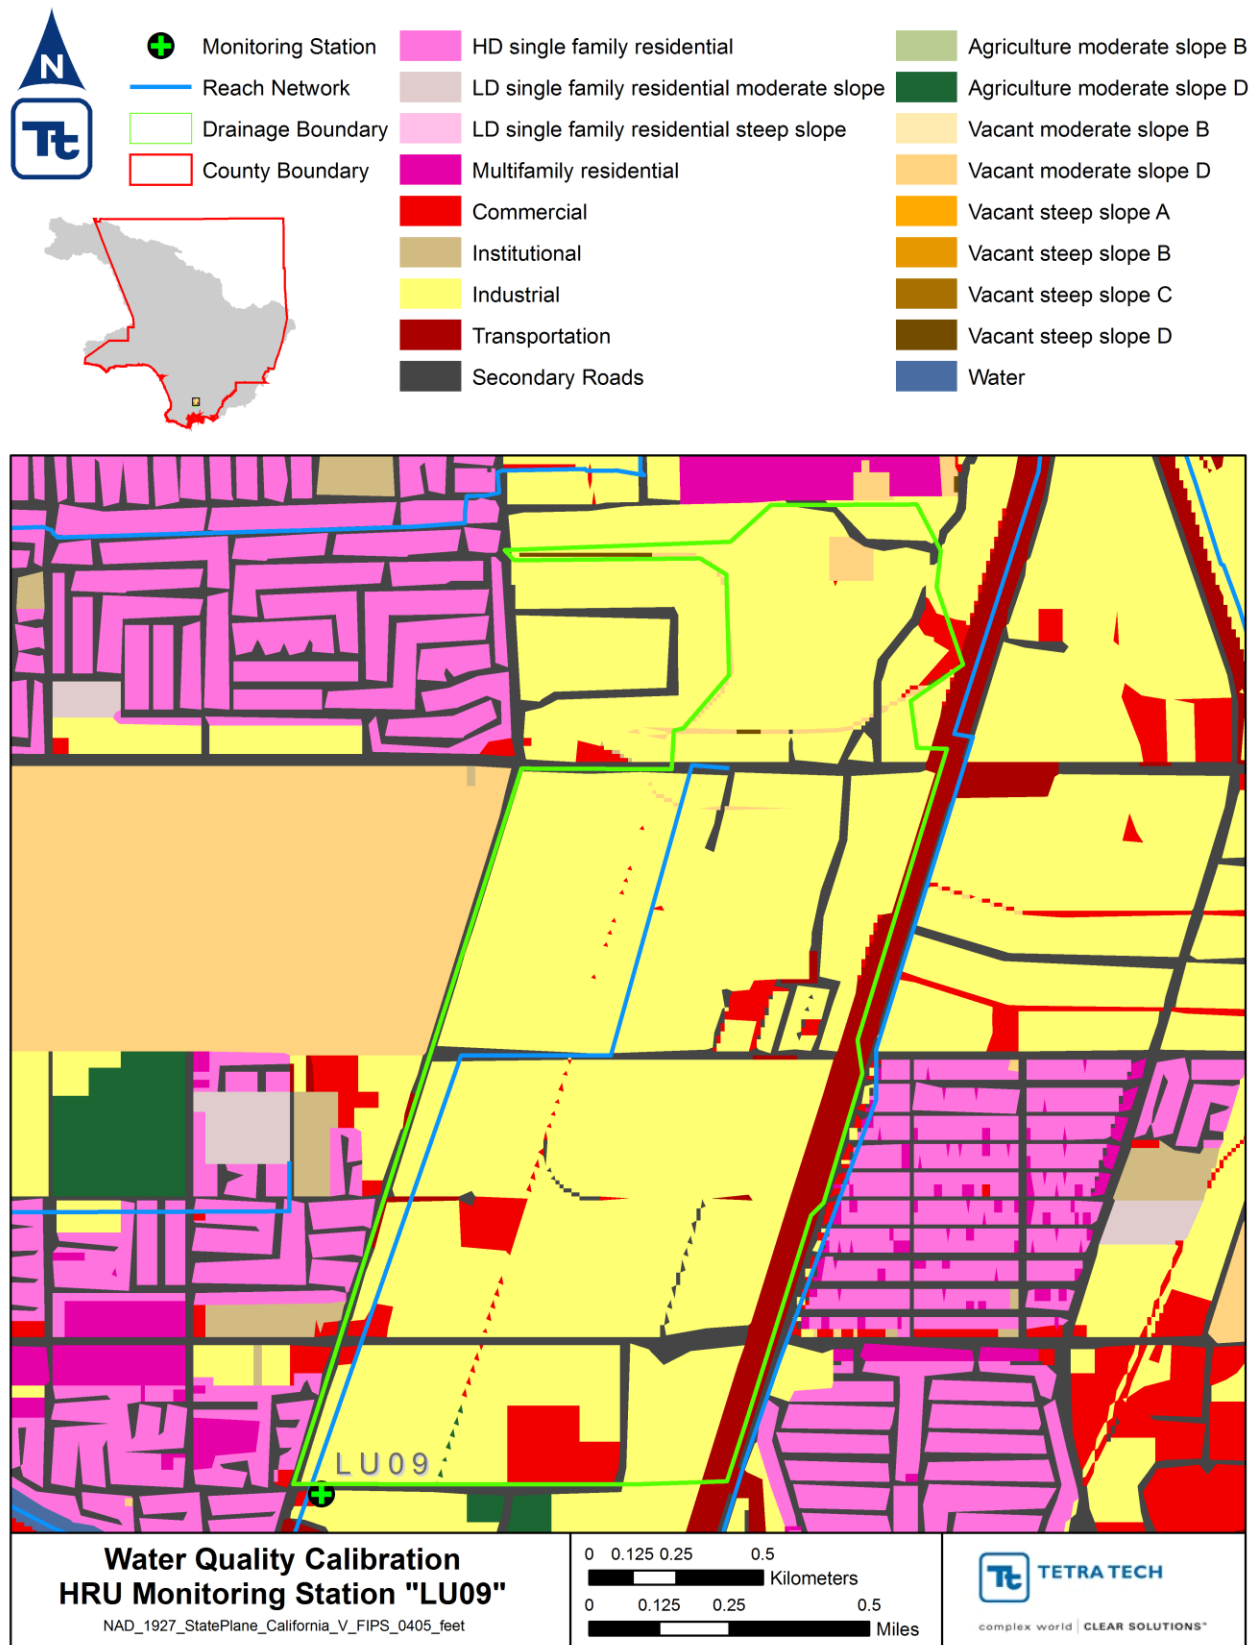 N
Tt
Monitoring Station
Reach Network
Drainage Boundary
County Boundary
HD single family residential
LD single family residential moderate slope
LD single family residential steep slope
Multifamily residential
Commercial
Institutional
Industrial
Transportation
Secondary Roads
Agriculture moderate slope B
Agriculture moderate slope D
Vacant moderate slope B
Vacant moderate slope D
Vacant steep slope A
Vacant steep slope B
Vacant steep slope C
Vacant steep slope D
Water
LU09
Water Quality Calibration
HRU Monitoring Station "LU09"
NAD_1927_StatePlane_California_V_FIPS_0405_feet
0 0.125 0.25 0.5
Kilometers
0 0.125 0.25 0.5
Miles
Tt TETRA TECH
complex world | CLEAR SOLUTIONS™